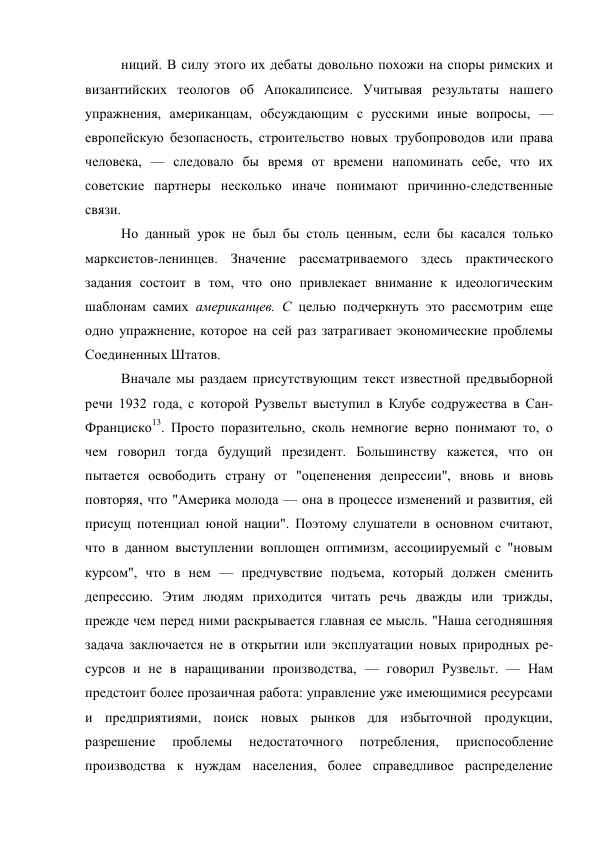 ниций. В силу этого их дебаты довольно похожи на споры римских и
византийских теологов об Апокалипсисе. Учитывая результаты нашего
упражнения, американцам, обсуждающим с русскими иные вопросы, —
европейскую безопасность, строительство новых трубопроводов или права
человека, — следовало бы время от времени напоминать себе, что их
советские партнеры несколько иначе понимают причинно-следственные
связи.
Но данный урок не был бы столь ценным, если бы касался только
марксистов-ленинцев. Значение рассматриваемого здесь практического
задания состоит в том, что оно привлекает внимание к идеологическим
шаблонам самих американцев. С целью подчеркнуть это рассмотрим еще
одно упражнение, которое на сей раз затрагивает экономические проблемы
Соединенных Штатов.
Вначале мы раздаем присутствующим текст известной предвыборной
речи 1932 года, с которой Рузвельт выступил в Клубе содружества в Сан-
Франциско13. Просто поразительно, сколь немногие верно понимают то, о
чем говорил тогда будущий президент. Большинству кажется, что он
пытается освободить страну от "оцепенения депрессии", вновь и вновь
повторяя, что "Америка молода — она в процессе изменений и развития, ей
присущ потенциал юной нации". Поэтому слушатели в основном считают,
что в данном выступлении воплощен оптимизм, ассоциируемый с "новым
курсом", что в нем — предчувствие подъема, который должен сменить
депрессию. Этим людям приходится читать речь дважды или трижды,
прежде чем перед ними раскрывается главная ее мысль. "Наша сегодняшняя
задача заключается не в открытии или эксплуатации новых природных ре-
сурсов и не в наращивании производства, — говорил Рузвельт. — Нам
предстоит более прозаичная работа: управление уже имеющимися ресурсами
и предприятиями, поиск новых рынков для избыточной продукции,
разрешение проблемы недостаточного потребления, приспособление
производства к нуждам населения, более справедливое распределение